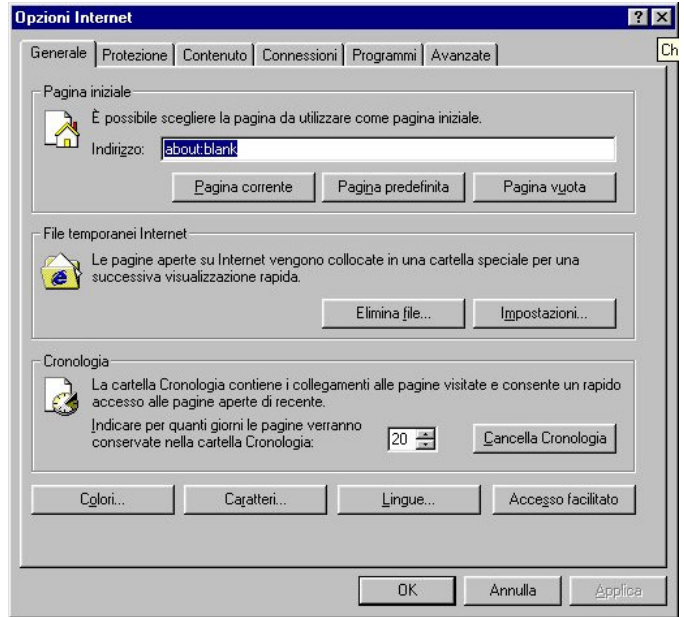 Opzioni Internet
Ch
Generale Protezione Contenuto Connessioni Programmi Avanzate
Pagina iniziale
È possibile scegliere la pagina da utilizzare come pagina iniziale.
Indirizzo: about:blank
Pagina corrente Pagina predefinita Pagina vuota
File temporanei Internet
Le pagine aperte su Internet vengono collocate in una cartella speciale per una
successiva visualizzazione rapida.
Elimina file... Impostazioni...
Cronologia
La cartella Cronologia contiene i collegamenti alle pagine visitate e consente un rapido
accesso alle pagine aperte di recente.
Indicare per quanti giorni le pagine verranno
conservate nella cartella Cronologia: 20 Cancella Cronologia
Colori... Caratteri... Lingue... Accesso facilitato
OK Annulla Applica